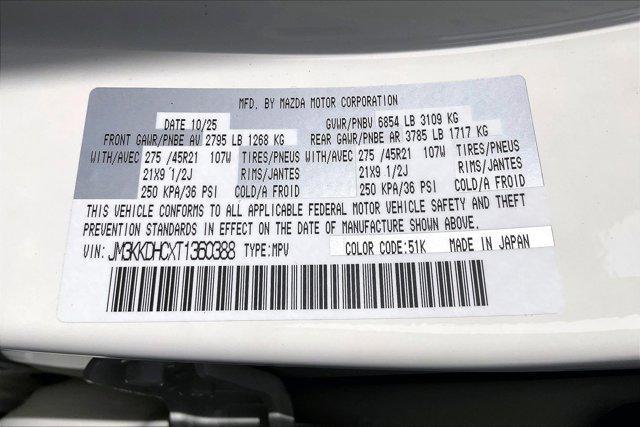 MFD. BY MAZDA MOTOR CORPORATION
DATE 10/25 GVWR/PNBV 6854 LB 3109 KG
FRONT GAWR/PNBE AV 2795 LB 1268 KG REAR GAWR/PNBE AR 3785 LB 1717 KG
WITH/AVEC 275 /45R21 107W TIRES/PNEUS WITH/AVEC 275 /45R21 107W TIRES/PNEUS
21X9 1/2J RIMS/JANTES 21X9 1/2J RIMS/JANTES
250 KPA/36 PSI COLD/A FROID 250 KPA/36 PSI COLD/A FROID
THIS VEHICLE CONFORMS TO ALL APPLICABLE FEDERAL MOTOR VEHICLE SAFETY AND THEFT
PREVENTION STANDARDS IN EFFECT ON THE DATE OF MANUFACTURE SHOWN ABOVE.
VIN: JM3KKDHCXT1360388 TYPE:MPV COLOR CODE:51K MADE IN JAPAN